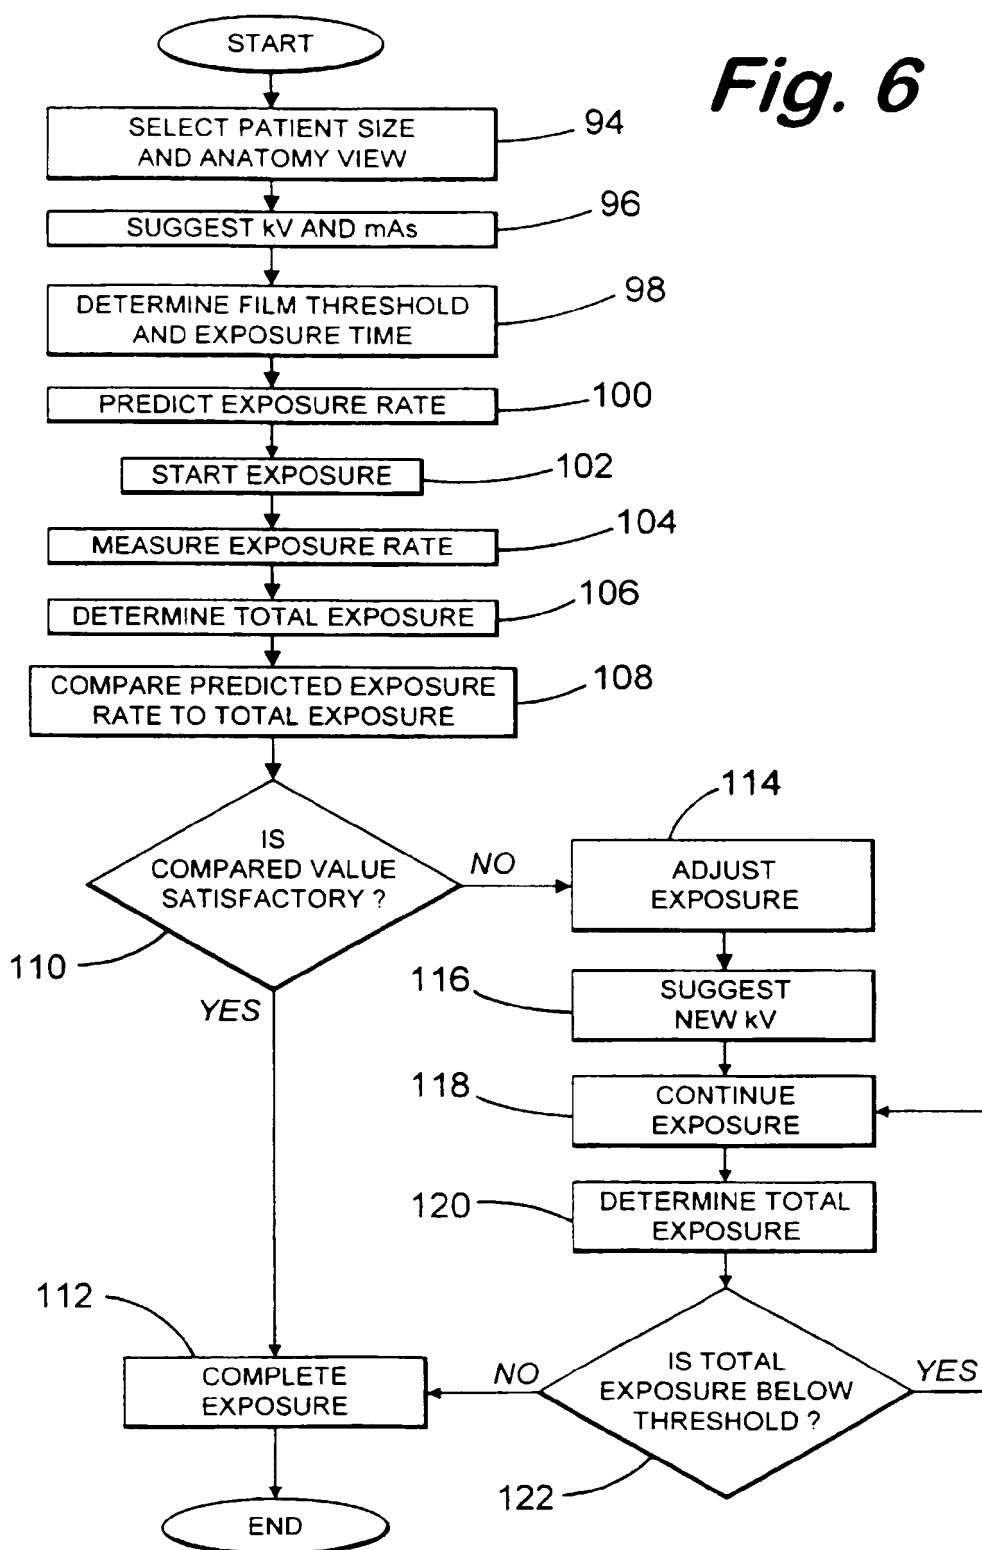 START
Fig. 6
SELECT PATIENT SIZE
AND ANATOMY VIEW
94
SUGGEST kV AND mAs
96
DETERMINE FILM THRESHOLD
AND EXPOSURE TIME
98
PREDICT EXPOSURE RATE
100
START EXPOSURE
102
MEASURE EXPOSURE RATE
104
DETERMINE TOTAL EXPOSURE
106
COMPARE PREDICTED EXPOSURE
RATE TO TOTAL EXPOSURE
108
IS
COMPARED VALUE
SATISFACTORY ?
110
NO
YES
114
ADJUST
EXPOSURE
116
SUGGEST
NEW kV
118
CONTINUE
EXPOSURE
120
DETERMINE TOTAL
EXPOSURE
IS TOTAL
EXPOSURE BELOW
THRESHOLD ?
122
NO
YES
112
COMPLETE
EXPOSURE
END